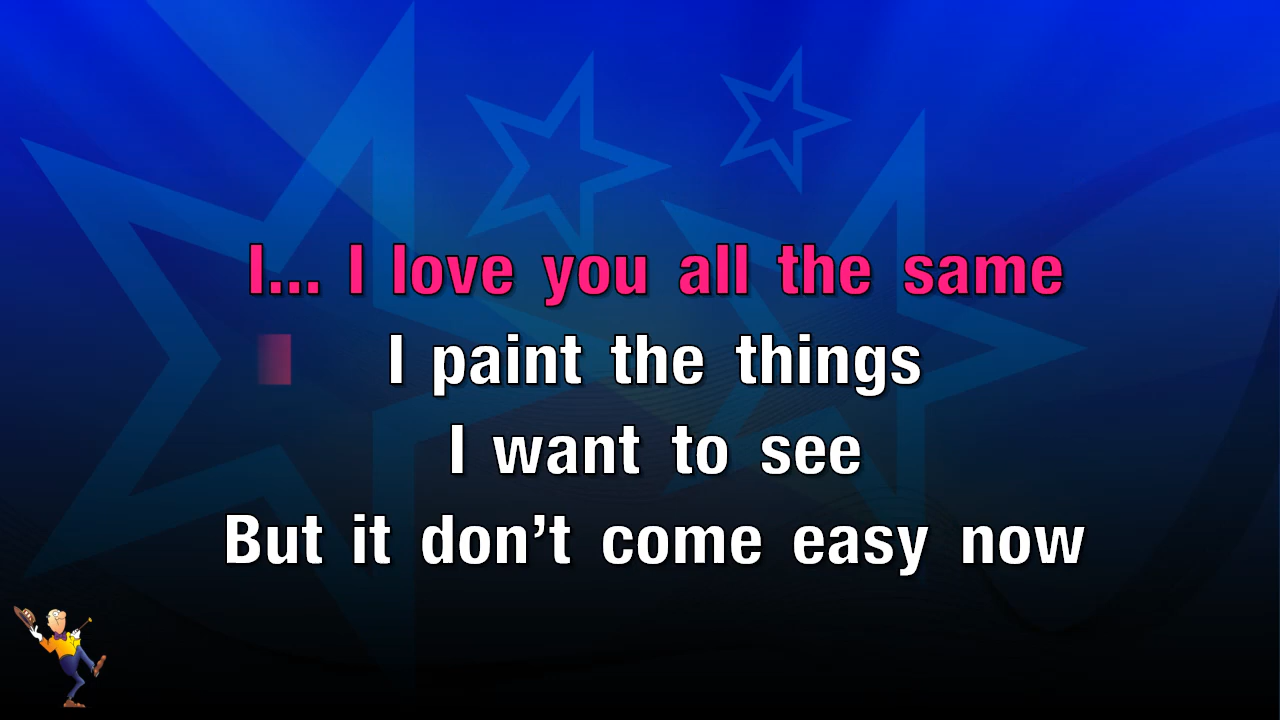 I... I love you all the same
I paint the things
I want to see
But it don’t come easy now